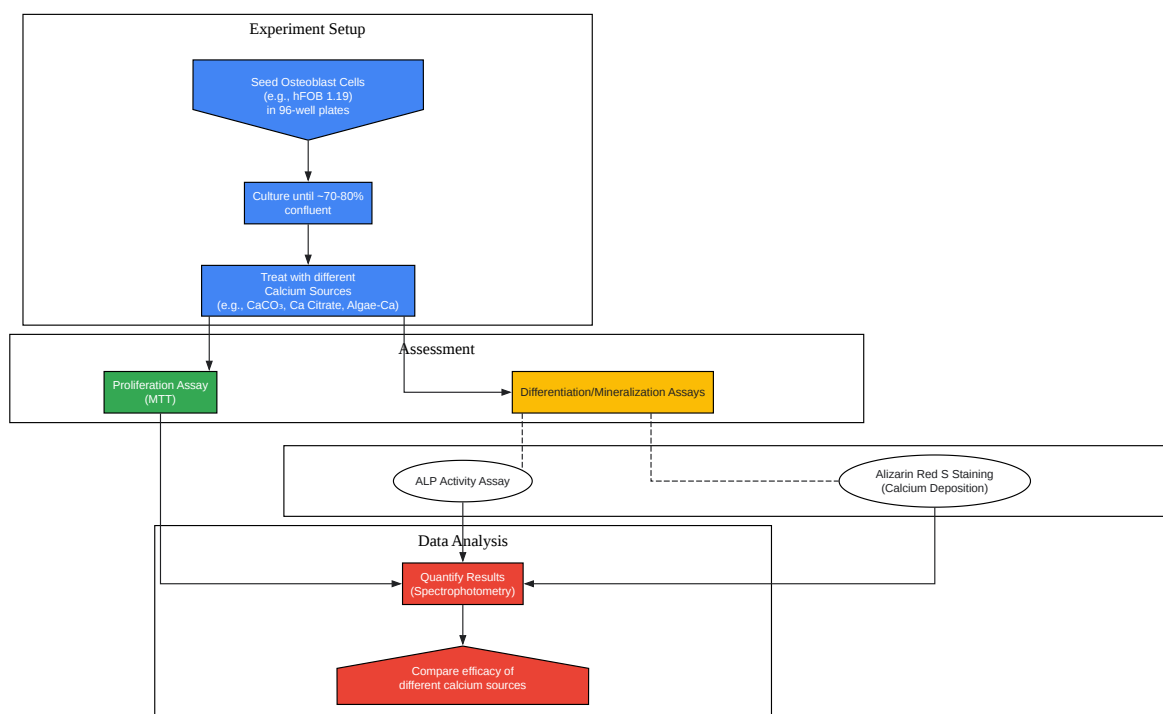 Experiment Setup
Seed Osteoblast Cells
(e.g., hFOB 1.19)
in 96-well plates
Culture until ~70-80%
confluent
Treat with different
Calcium Sources
(e.g., CaCO₃, Ca Citrate, Algae-Ca)
Assessment
Proliferation Assay
(MTT)
Differentiation/Mineralization Assays
ALP Activity Assay
Alizarin Red S Staining
(Calcium Deposition)
Data Analysis
Quantify Results
(Spectrophotometry)
Compare efficacy of
different calcium sources